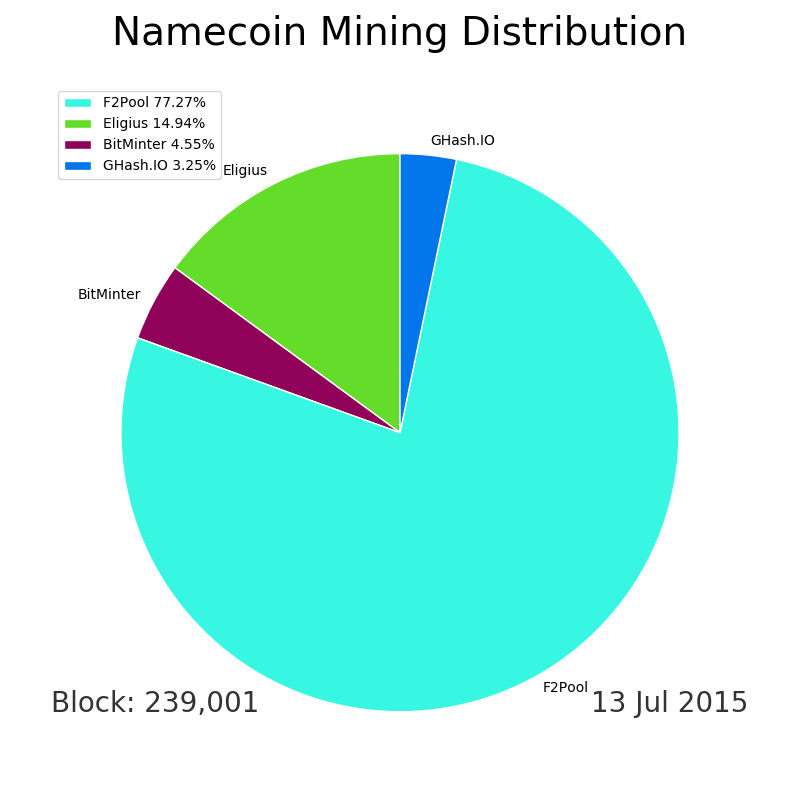 Namecoin Mining Distribution
F2Pool 77.27%
Eligius 14.94%
BitMinter 4.55%
GHash.IO 3.25%
GHash.IO
Eligius
BitMinter
F2Pool
Block: 239,001
13 Jul 2015